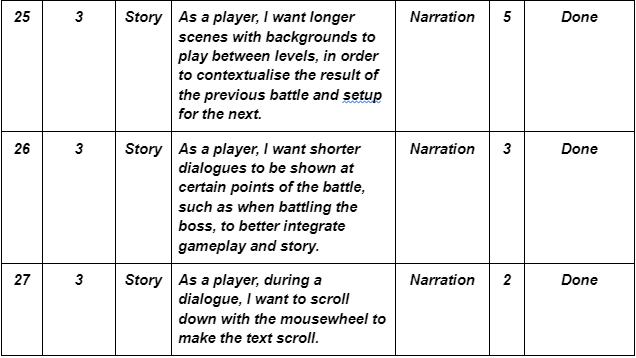 25 3 Story As a player, I want longer Narration 5 Done
scenes with backgrounds to
play between levels, in order
to contextualise the result of
the previous battle and setup
for the next.
26 3 Story As a player, I want shorter Narration 3 Done
dialogues to be shown at
certain points of the battle,
such as when battling the
boss, to better integrate
gameplay and story.
27 3 Story As a player, during a Narration 2 Done
dialogue, I want to scroll
down with the mousewheel to
make the text scroll.